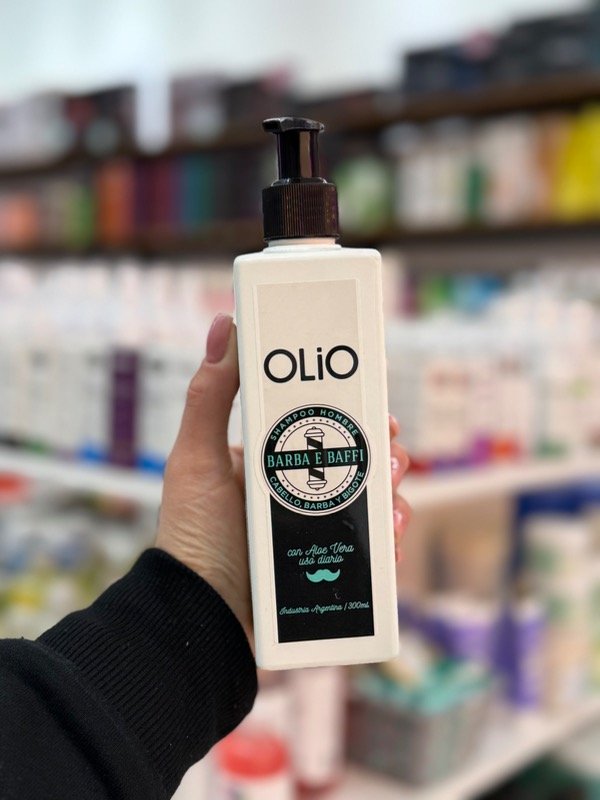 OLiO
SHAMPOO HOMBRE
BARBA E BAFFI
CABELLO, BARBA Y BIGOTE
con Aloe Vera
uso diario
Industria Argentina / 300ml